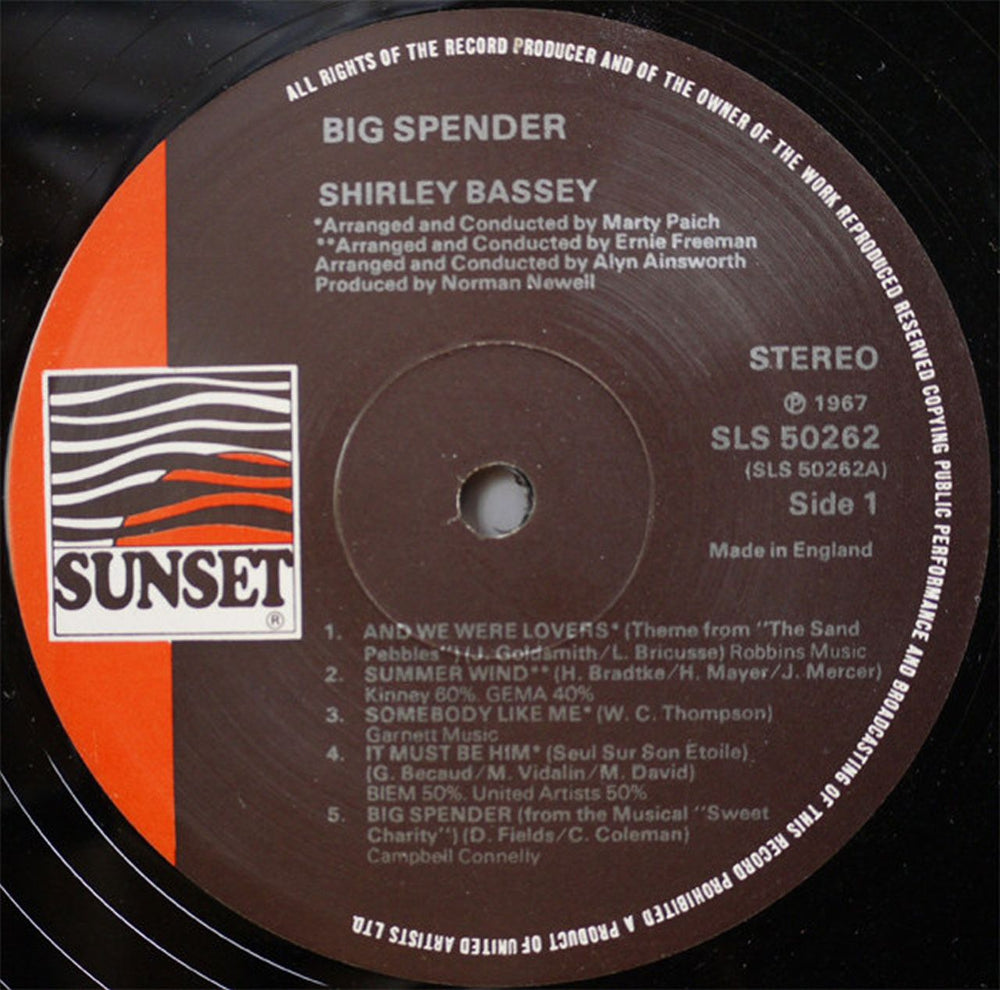 ALL RIGHTS OF THE RECORD PRODUCER AND OF THE OWNER OF THE WORK REPRODUCED RESERVED COPYING PUBLIC PERFORMANCE AND BROADCASTING OF THIS RECORD PROHIBITED A PRODUCT OF UNITED ARTISTS LTD.
BIG SPENDER
SHIRLEY BASSEY
*Arranged and Conducted by Marty Paich
**Arranged and Conducted by Ernie Freeman
Arranged and Conducted by Alyn Ainsworth
Produced by Norman Newell
STEREO
℗ 1967
SLS 50262
(SLS 50262A)
Side 1
Made in England
SUNSET
®
1. AND WE WERE LOVERS* (Theme from "The Sand
Pebbles") (J. Goldsmith/L. Bricusse) Robbins Music
2. SUMMER WIND** (H. Bradtke/H. Mayer/J. Mercer)
Kinney 60%. GEMA 40%
3. SOMEBODY LIKE ME* (W. C. Thompson)
Garnett Music
4. IT MUST BE H1M* (Seul Sur Son Etoile)
(G. Becaud/M. Vidalin/M. David)
BIEM 50%. United Artists 50%
5. BIG SPENDER (from the Musical "Sweet
Charity") (D. Fields/C. Coleman)
Campbell Connelly